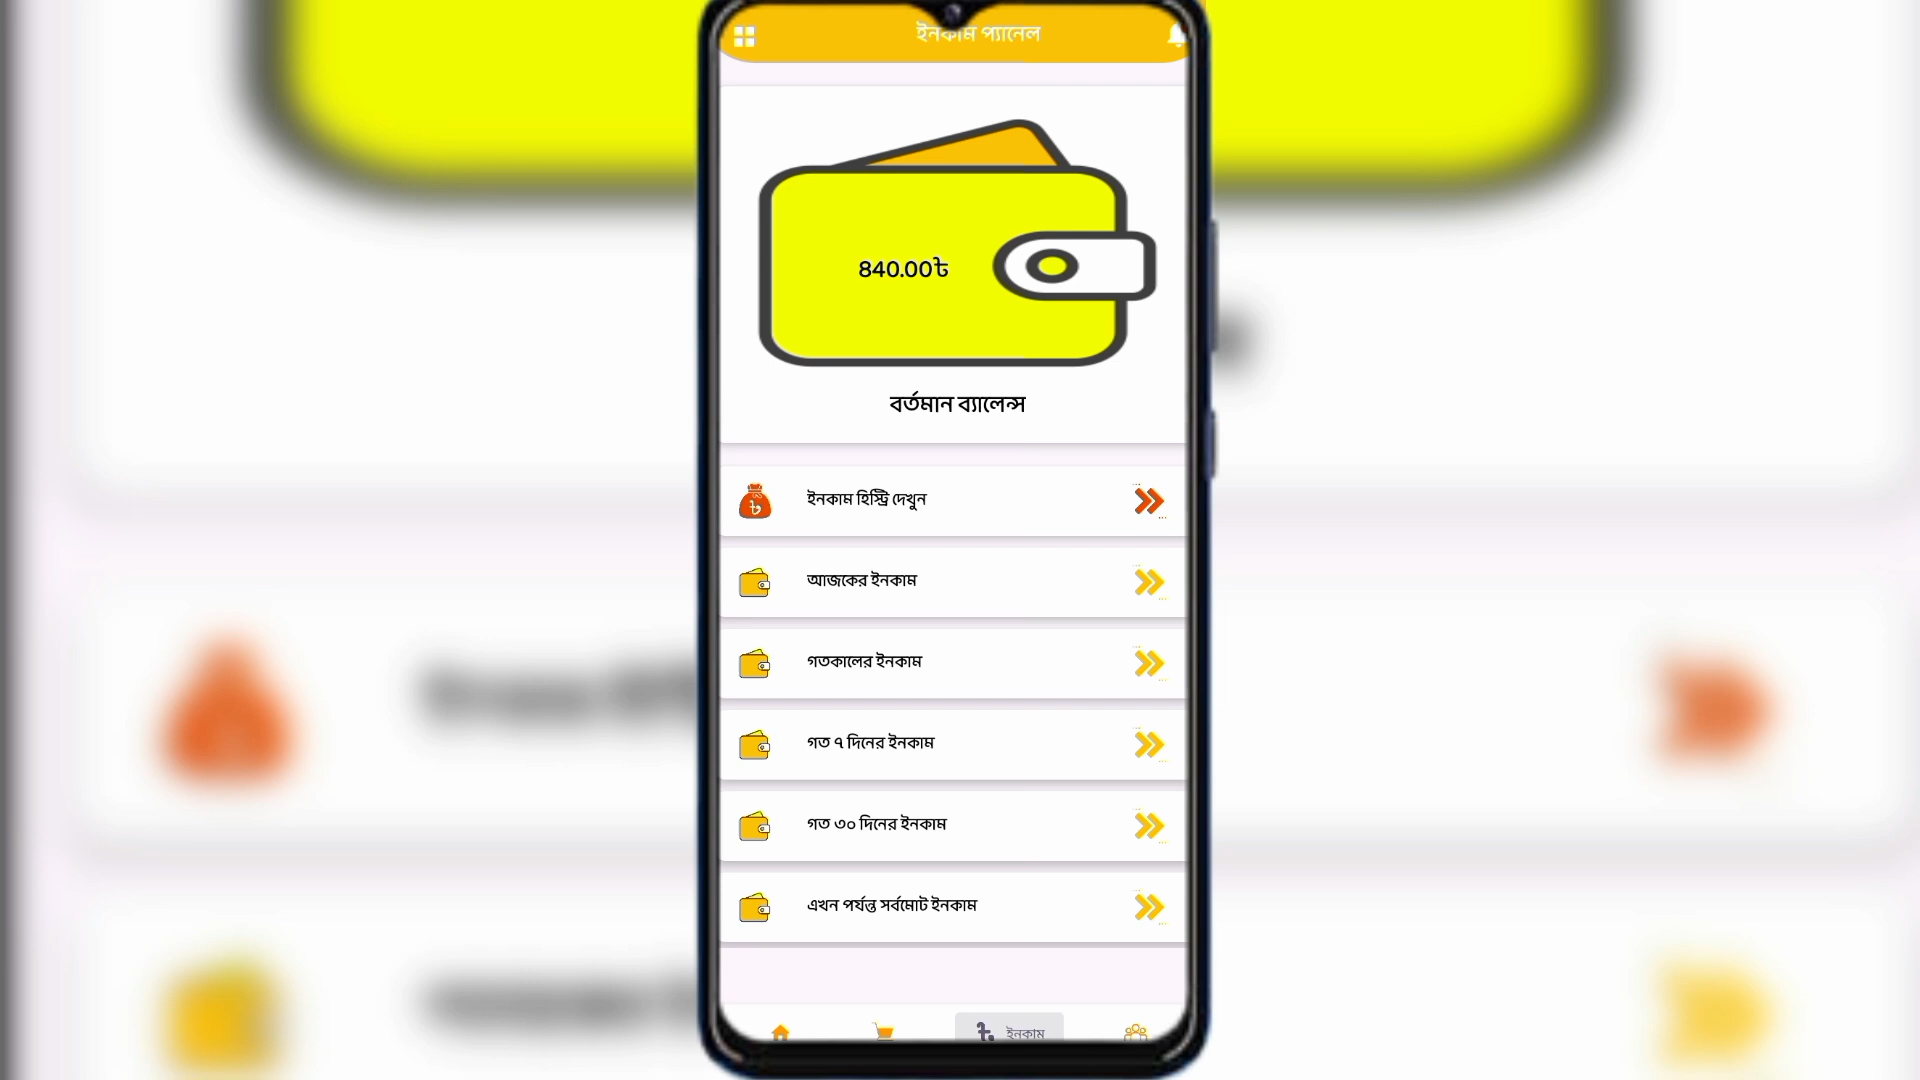 ইনকাম প্যানেল
840.00৳
বর্তমান ব্যালেন্স
ইনকাম হিস্ট্রি দেখুন
আজকের ইনকাম
গতকালের ইনকাম
গত ৭ দিনের ইনকাম
গত ৩০ দিনের ইনকাম
এখন পর্যন্ত সর্বমোট ইনকাম
৳ ইনকাম